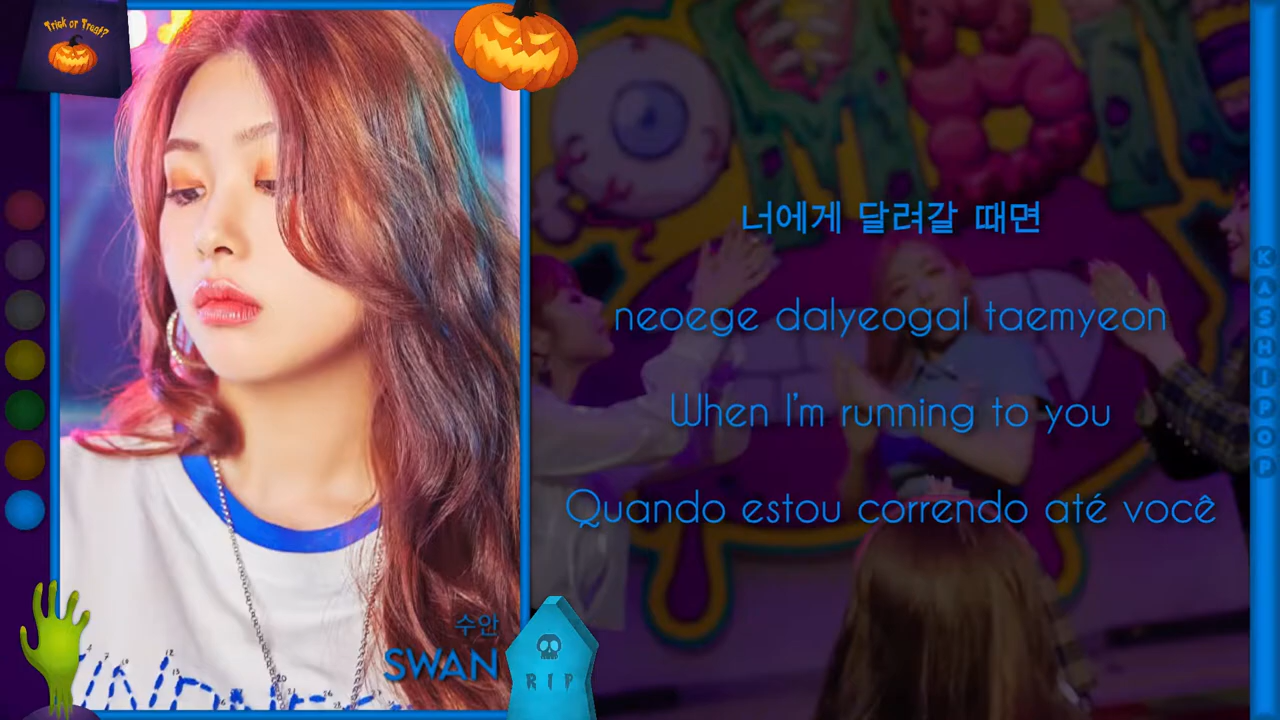 Trick or Treat?
너에게 달려갈 때면
neoege dalyeogal taemyeon
When I'm running to you
Quando estou correndo até você
수안
SWAN
R I P
KASHIPOP